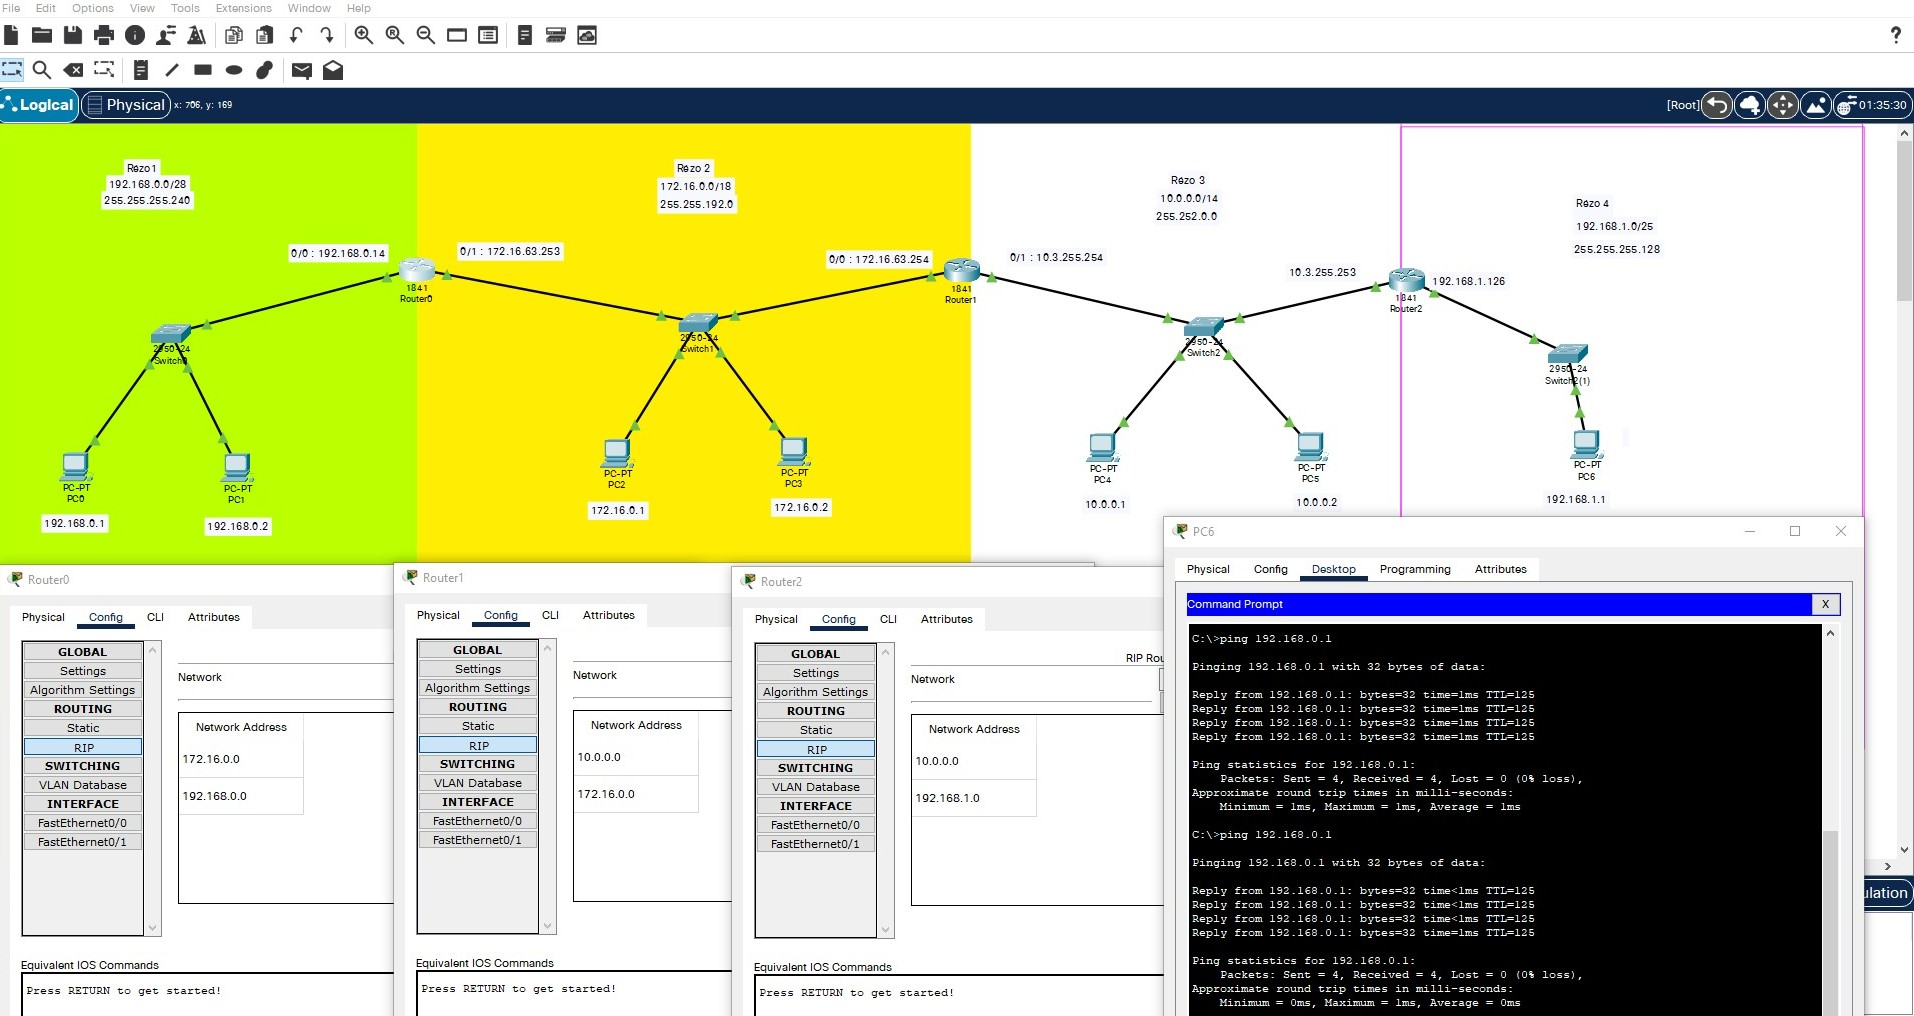 File Edit Options View Tools Extensions Window Help
?
Logical Physical x: 706, y: 169 [Root] 01:35:30
Rézo1
192.168.0.0/28
255.255.255.240
Rézo 2
172.16.0.0/18
255.255.192.0
Rézo 3
10.0.0.0/14
255.252.0.0
Rézo 4
192.168.1.0/25
255.255.255.128
0/0 : 192.168.0.14
0/1 : 172.16.63.253
0/0 : 172.16.63.254
0/1 : 10.3.255.254
10.3.255.253
192.168.1.126
1841
Router0
1841
Router1
1841
Router2
2950-24
Switch0
2950-24
Switch1
2950-24
Switch2
2950-24
Switch2(1)
PC-PT
PC0
192.168.0.1
PC-PT
PC1
192.168.0.2
PC-PT
PC2
172.16.0.1
PC-PT
PC3
172.16.0.2
PC-PT
PC4
10.0.0.1
PC-PT
PC5
10.0.0.2
PC-PT
PC6
192.168.1.1
Router0
Physical Config CLI Attributes
GLOBAL
Settings
Algorithm Settings
ROUTING
Static
RIP
SWITCHING
VLAN Database
INTERFACE
FastEthernet0/0
FastEthernet0/1
Network
Network Address
172.16.0.0
192.168.0.0
Equivalent IOS Commands
Press RETURN to get started!
Router1
Physical Config CLI Attributes
GLOBAL
Settings
Algorithm Settings
ROUTING
Static
RIP
SWITCHING
VLAN Database
INTERFACE
FastEthernet0/0
FastEthernet0/1
Network
Network Address
10.0.0.0
172.16.0.0
Equivalent IOS Commands
Press RETURN to get started!
Router2
Physical Config CLI Attributes
GLOBAL
Settings
Algorithm Settings
ROUTING
Static
RIP
SWITCHING
VLAN Database
INTERFACE
FastEthernet0/0
FastEthernet0/1
RIP Rou
Network
Network Address
10.0.0.0
192.168.1.0
Equivalent IOS Commands
Press RETURN to get started!
PC6
Physical Config Desktop Programming Attributes
Command Prompt X
C:\>ping 192.168.0.1
Pinging 192.168.0.1 with 32 bytes of data:
Reply from 192.168.0.1: bytes=32 time=1ms TTL=125
Reply from 192.168.0.1: bytes=32 time=1ms TTL=125
Reply from 192.168.0.1: bytes=32 time=1ms TTL=125
Reply from 192.168.0.1: bytes=32 time=1ms TTL=125
Ping statistics for 192.168.0.1:
Packets: Sent = 4, Received = 4, Lost = 0 (0% loss),
Approximate round trip times in milli-seconds:
Minimum = 1ms, Maximum = 1ms, Average = 1ms
C:\>ping 192.168.0.1
Pinging 192.168.0.1 with 32 bytes of data:
Reply from 192.168.0.1: bytes=32 time<1ms TTL=125
Reply from 192.168.0.1: bytes=32 time<1ms TTL=125
Reply from 192.168.0.1: bytes=32 time<1ms TTL=125
Reply from 192.168.0.1: bytes=32 time=1ms TTL=125
Ping statistics for 192.168.0.1:
Packets: Sent = 4, Received = 4, Lost = 0 (0% loss),
Approximate round trip times in milli-seconds:
Minimum = 0ms, Maximum = 1ms, Average = 0ms
ulation